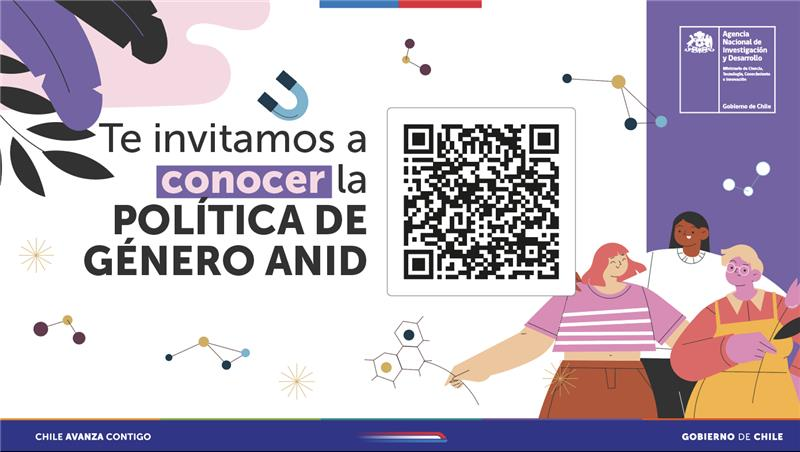 Agencia
Nacional de
Investigación
y Desarrollo
Ministerio de Ciencia,
Tecnología, Conocimiento
e Innovación
Gobierno de Chile
Te invitamos a
conocer la
POLÍTICA DE
GÉNERO ANID
CHILE AVANZA CONTIGO
GOBIERNO DE CHILE